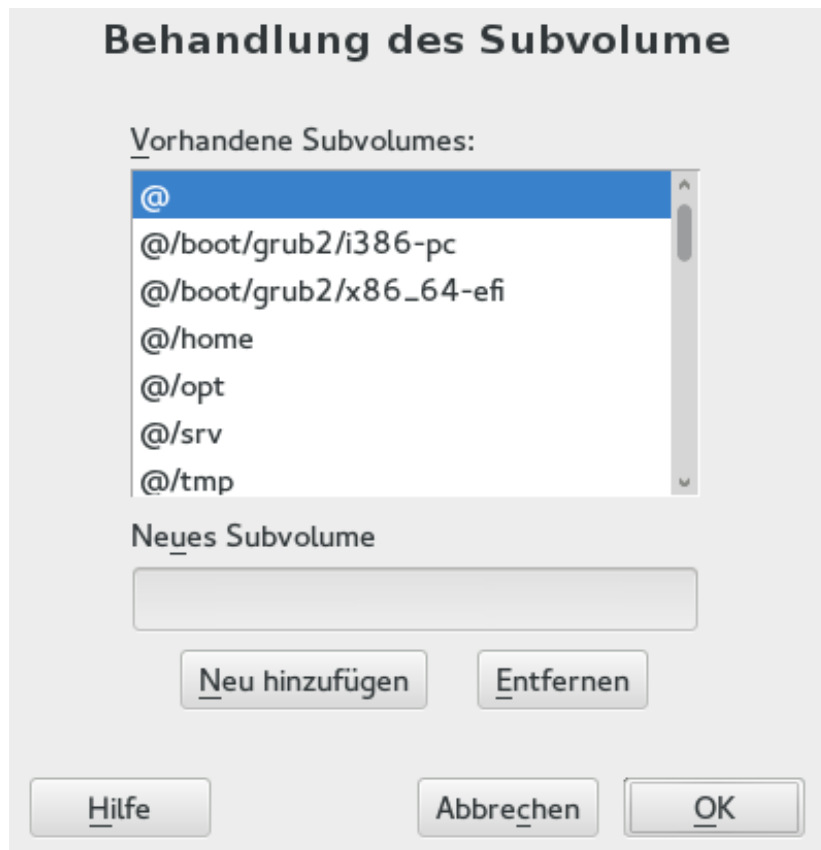 Behandlung des Subvolume
Vorhandene Subvolumes:
@
@/boot/grub2/i386-pc
@/boot/grub2/x86_64-efi
@/home
@/opt
@/srv
@/tmp
Neues Subvolume
Neu hinzufügen Entfernen
Hilfe Abbrechen OK